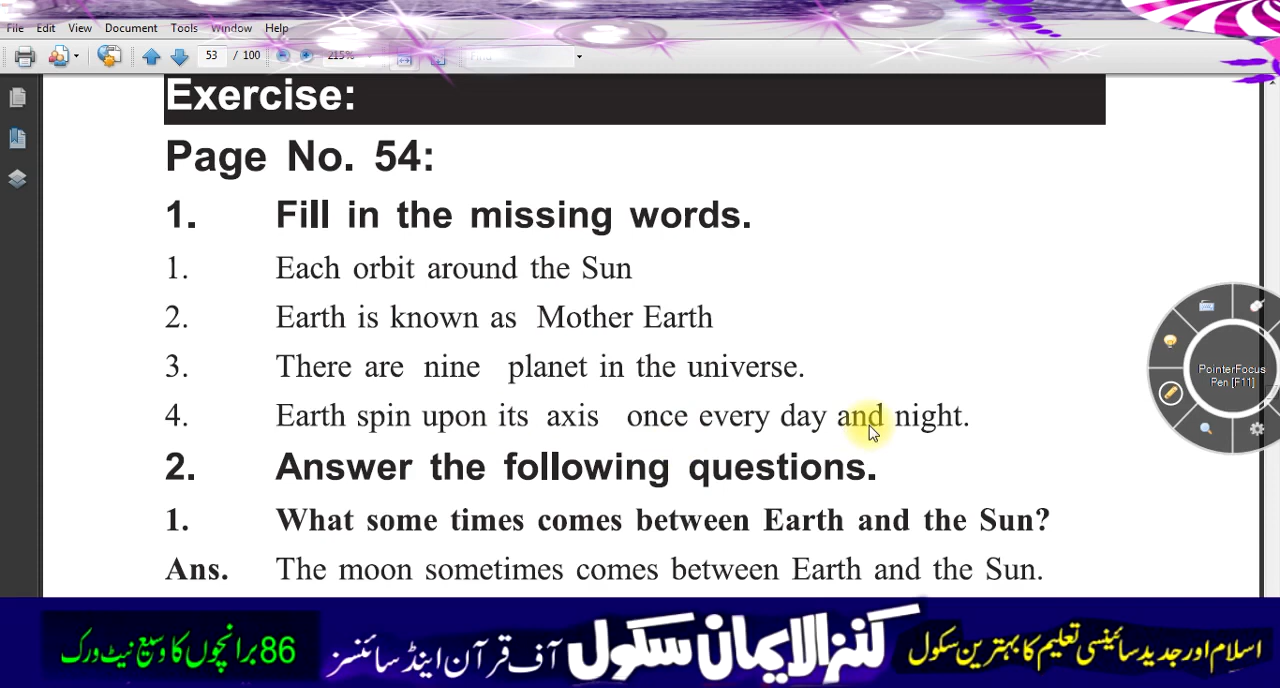 File Edit View Document Tools Window Help
53 / 100 215% Find
Exercise:
Page No. 54:
1. Fill in the missing words.
1. Each orbit around the Sun
2. Earth is known as Mother Earth
3. There are nine planet in the universe.
4. Earth spin upon its axis once every day and night.
2. Answer the following questions.
1. What some times comes between Earth and the Sun?
Ans. The moon sometimes comes between Earth and the Sun.
PointerFocus
Pen [F11]
اسلام اور جدید سائینسی تعلیم کا بہترین سکول کنزالایمان سکول آف قرآن اینڈ سائنسز 86 برانچوں کا وسیع نیٹ ورک